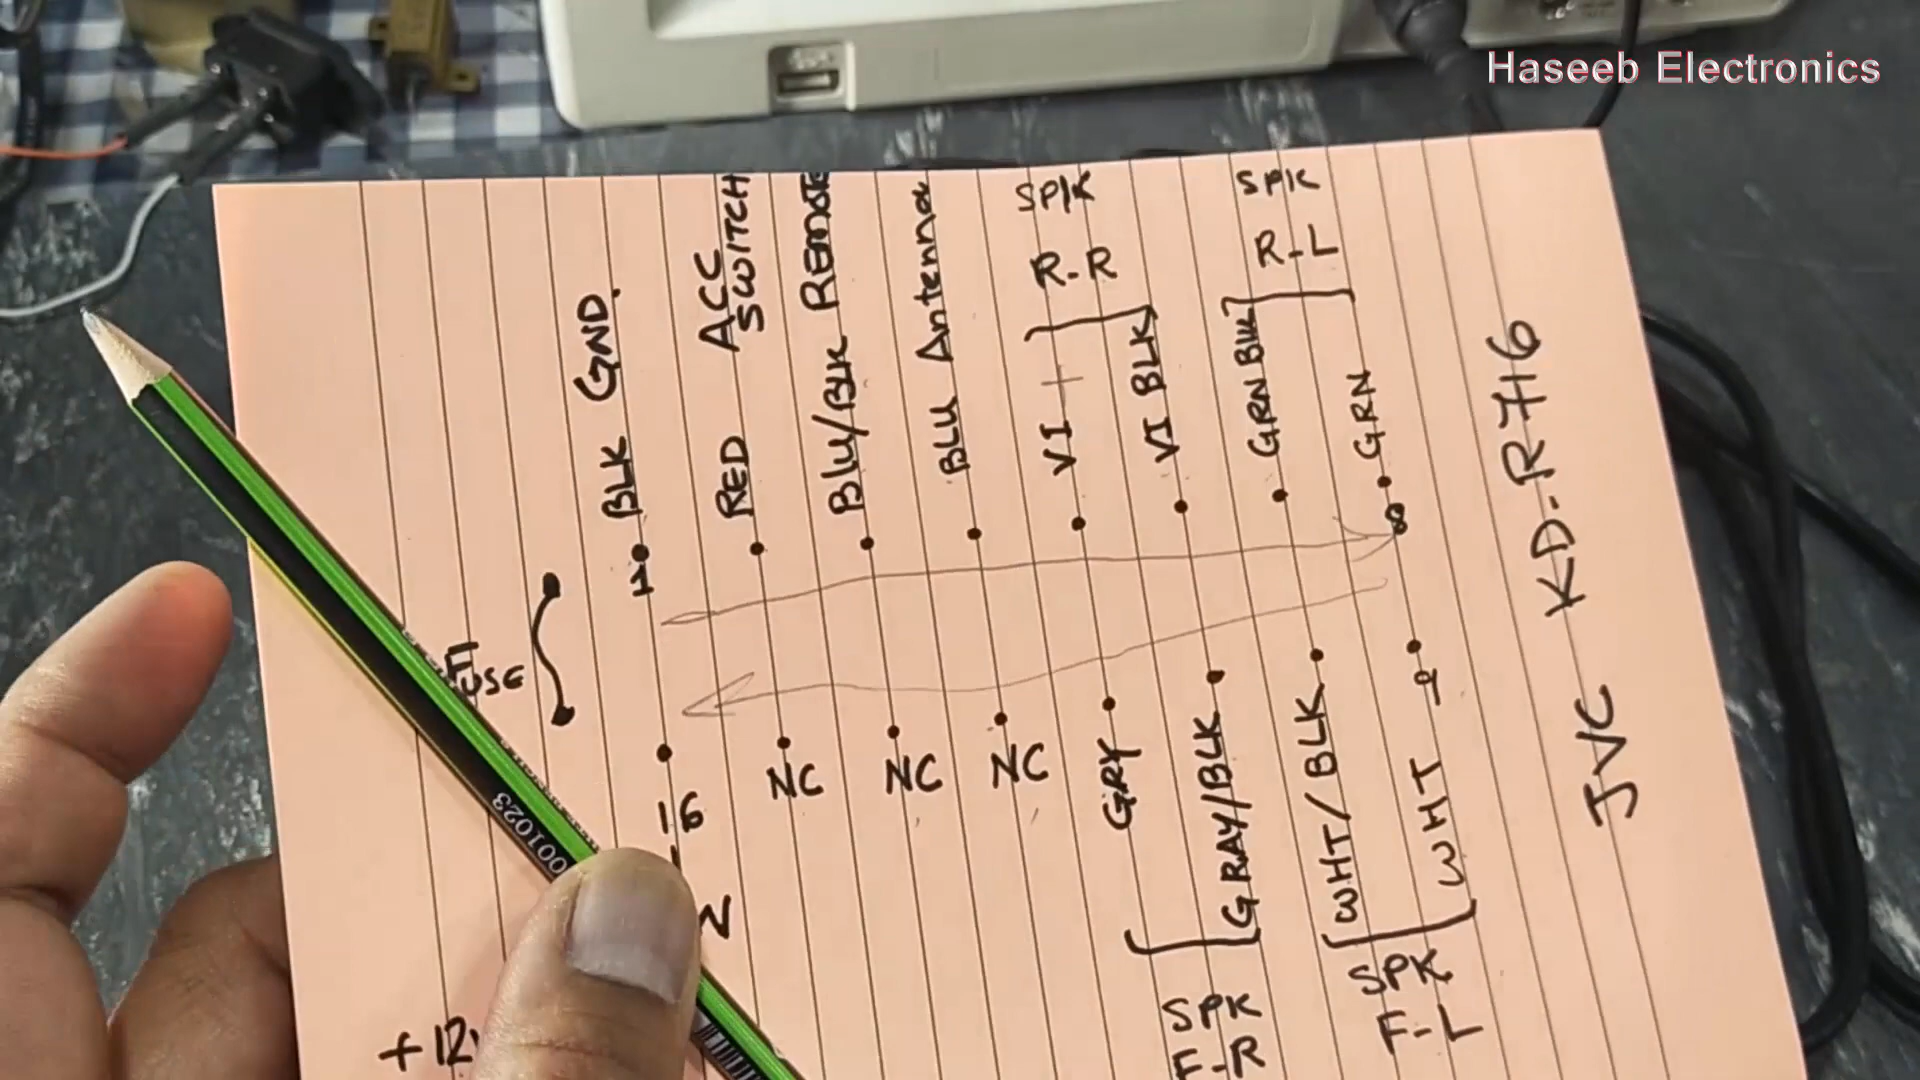 Haseeb Electronics
1 BLK GND.
RED ACC SWITCH
Blu/BLK REMOTE
BLU Antenna
VI +
VI BLK
R-R SPK
GRN BLK
8 GRN
R-L SPK
USE
16
N
+12V
NC
NC
NC
GRY
GRAY/BLK
SPK
F-R
WHT/BLK
WHT 9
SPK
F-L
JVC KD-R716
001023